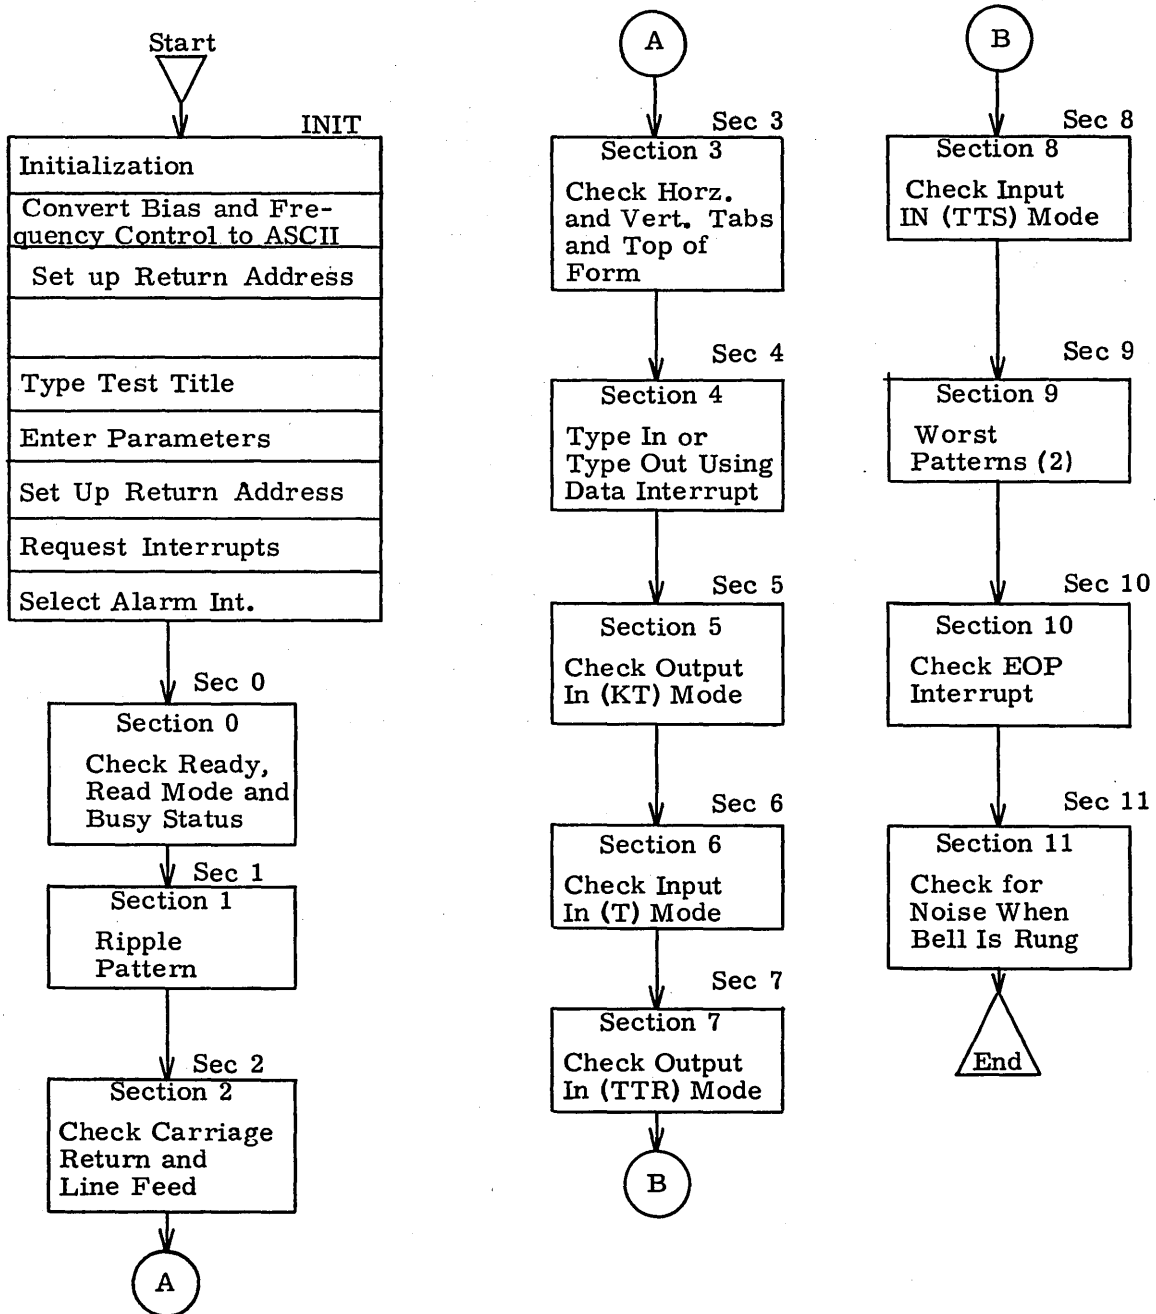 Start
INIT
Initialization
Convert Bias and Fre-
quency Control to ASCII
Set up Return Address
Type Test Title
Enter Parameters
Set Up Return Address
Request Interrupts
Select Alarm Int.
Sec 0
Section 0
Check Ready,
Read Mode and
Busy Status
Sec 1
Section 1
Ripple
Pattern
Sec 2
Section 2
Check Carriage
Return and
Line Feed
A
A
Sec 3
Section 3
Check Horz.
and Vert. Tabs
and Top of
Form
Sec 4
Section 4
Type In or
Type Out Using
Data Interrupt
Sec 5
Section 5
Check Output
In (KT) Mode
Sec 6
Section 6
Check Input
In (T) Mode
Sec 7
Section 7
Check Output
In (TTR) Mode
B
B
Sec 8
Section 8
Check Input
IN (TTS) Mode
Sec 9
Section 9
Worst
Patterns (2)
Sec 10
Section 10
Check EOP
Interrupt
Sec 11
Section 11
Check for
Noise When
Bell Is Rung
End